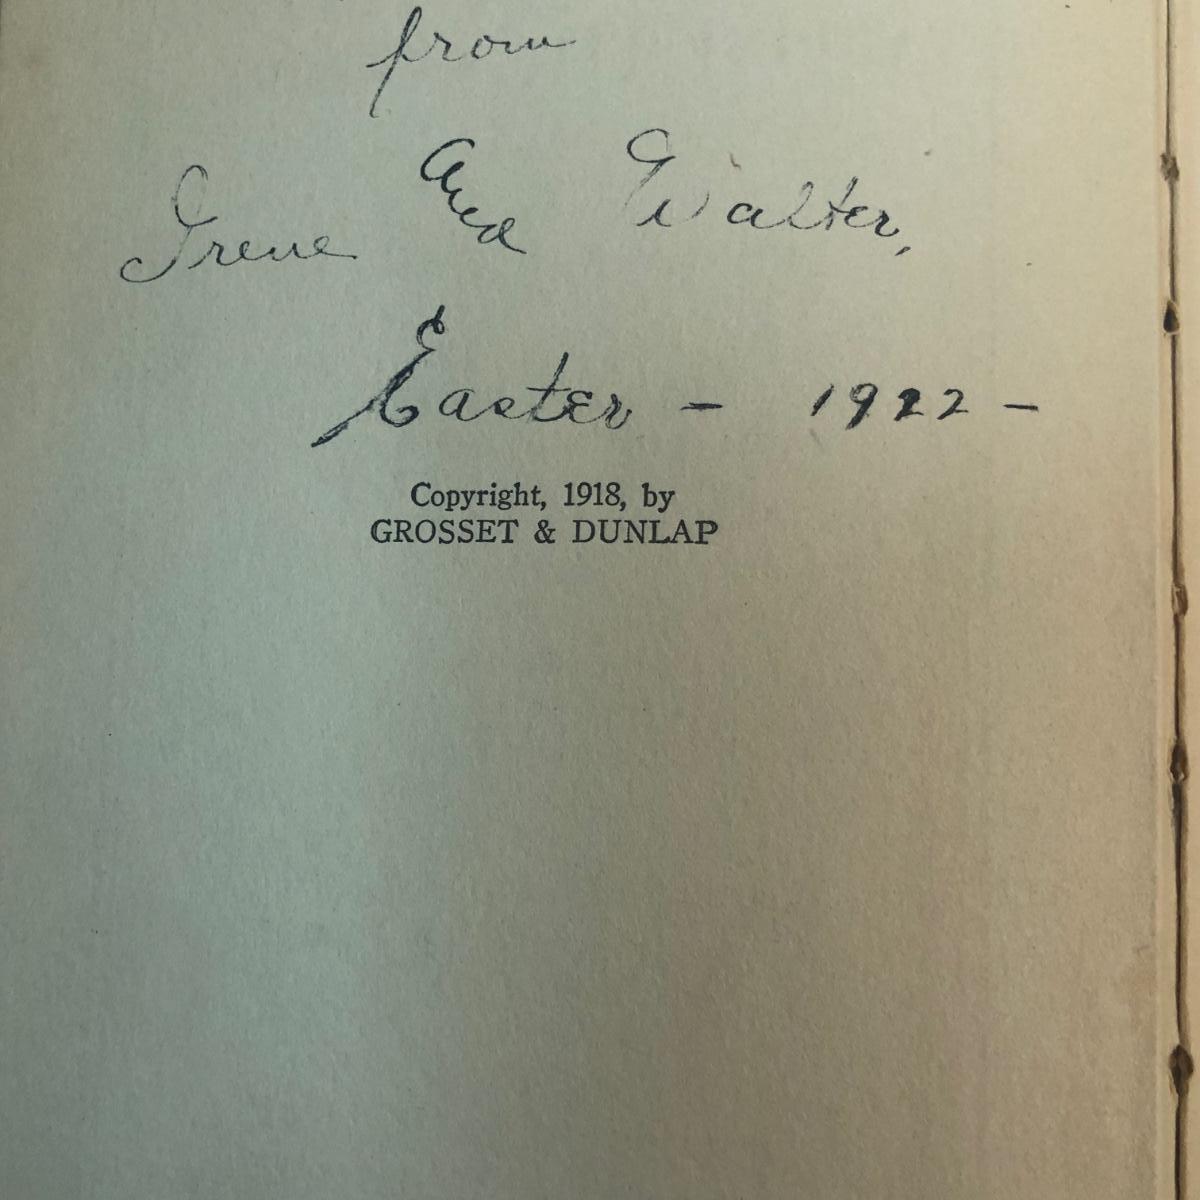 from
Irene And Walter,
Easter - 1922 -
Copyright, 1918, by
GROSSET & DUNLAP